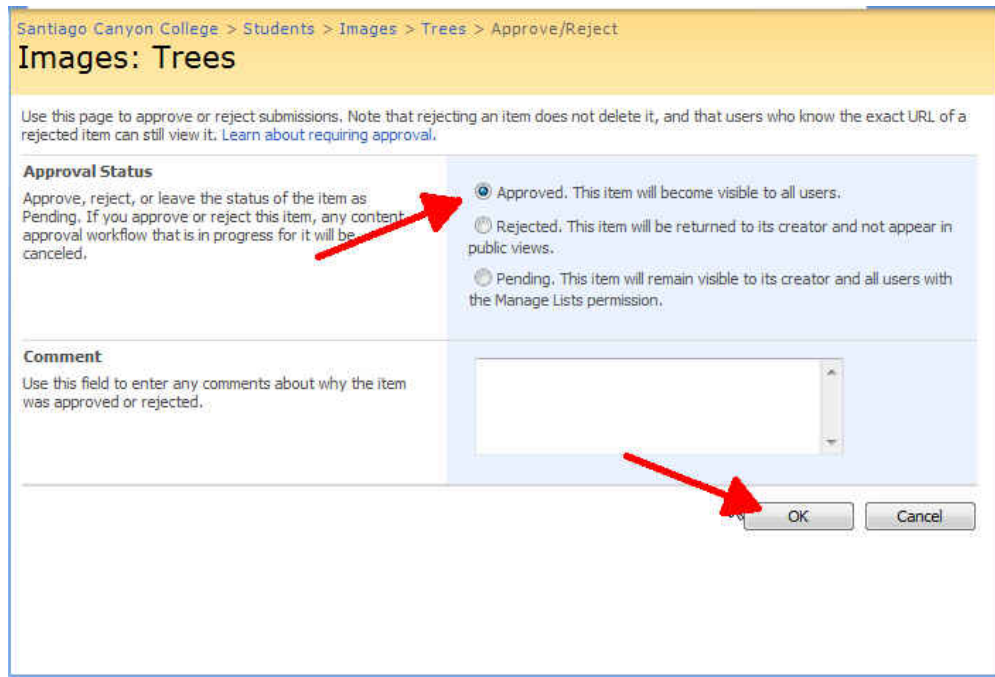 Santiago Canyon College > Students > Images > Trees > Approve/Reject
Images: Trees
Use this page to approve or reject submissions. Note that rejecting an item does not delete it, and that users who know the exact URL of a
rejected item can still view it. Learn about requiring approval.
Approval Status
Approve, reject, or leave the status of the item as
Pending. If you approve or reject this item, any content
approval workflow that is in progress for it will be
canceled.
Approved. This item will become visible to all users.
Rejected. This item will be returned to its creator and not appear in
public views.
Pending. This item will remain visible to its creator and all users with
the Manage Lists permission.
Comment
Use this field to enter any comments about why the item
was approved or rejected.
OK
Cancel